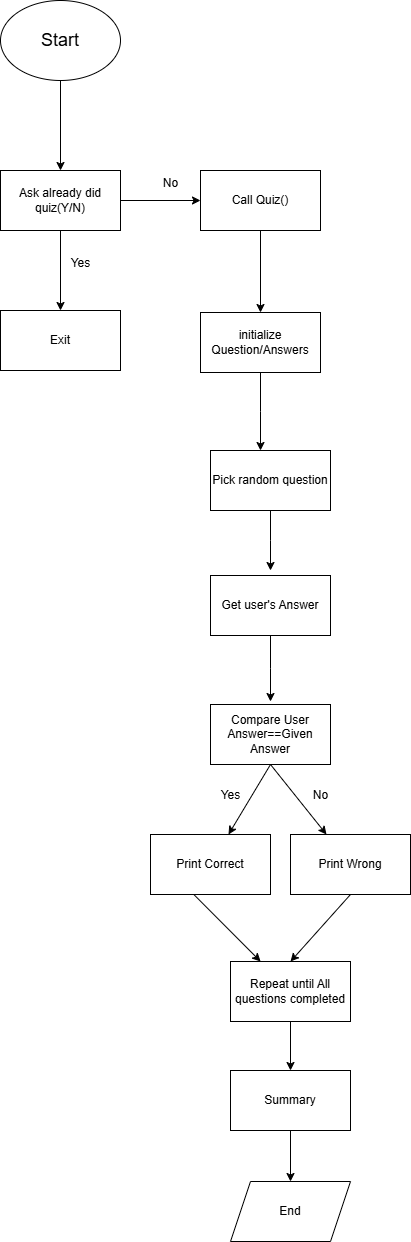 Start
Ask already did
quiz(Y/N)
No
Call Quiz()
Yes
Exit
initialize
Question/Answers
Pick random question
Get user's Answer
Compare User
Answer==Given
Answer
Yes
No
Print Correct
Print Wrong
Repeat until All
questions completed
Summary
End